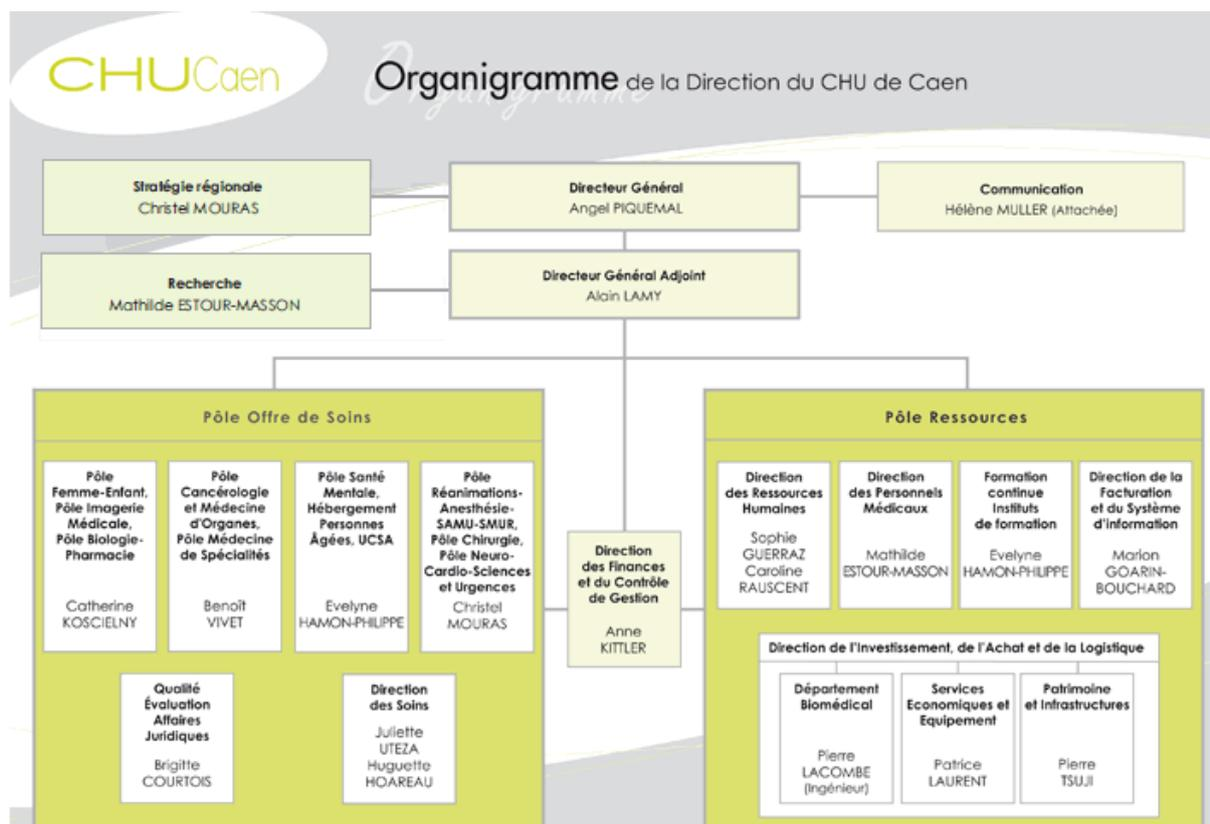 CHUCaen
Organigramme de la Direction du CHU de Caen
Organigramme
Stratégie régionale
Christel MOURAS
Directeur Général
Angel PIQUEMAL
Communication
Hélène MULLER (Attachée)
Recherche
Mathilde ESTOUR-MASSON
Directeur Général Adjoint
Alain LAMY
Pôle Offre de Soins
Pôle
Femme-Enfant,
Pôle Imagerie
Médicale,
Pôle Biologie-
Pharmacie
Catherine
KOSCIELNY
Pôle
Cancérologie
et Médecine
d'Organes,
Pôle Médecine
de Spécialités
Benoît
VIVET
Pôle Santé
Mentale,
Hébergement
Personnes
Âgées, UCSA
Evelyne
HAMON-PHILIPPE
Pôle
Réanimations-
Anesthésie-
SAMU-SMUR,
Pôle Chirurgie,
Pôle Neuro-
Cardio-Sciences
et Urgences
Christel
MOURAS
Qualité
Évaluation
Affaires
Juridiques
Brigitte
COURTOIS
Direction
des Soins
Juliette
UTEZA
Huguette
HOAREAU
Direction
des Finances
et du Contrôle
de Gestion
Anne
KITTLER
Pôle Ressources
Direction
des Ressources
Humaines
Sophie
GUERRAZ
Caroline
RAUSCENT
Direction
des Personnels
Médicaux
Mathilde
ESTOUR-MASSON
Formation
continue
Instituts
de formation
Evelyne
HAMON-PHILIPPE
Direction de la
Facturation
et du Système
d'information
Marion
GOARIN-
BOUCHARD
Direction de l'Investissement, de l'Achat et de la Logistique
Département
Biomédical
Pierre
LACOMBE
(Ingénieur)
Services
Economiques et
Equipement
Patrice
LAURENT
Patrimoine
et Infrastructures
Pierre
TSUJI